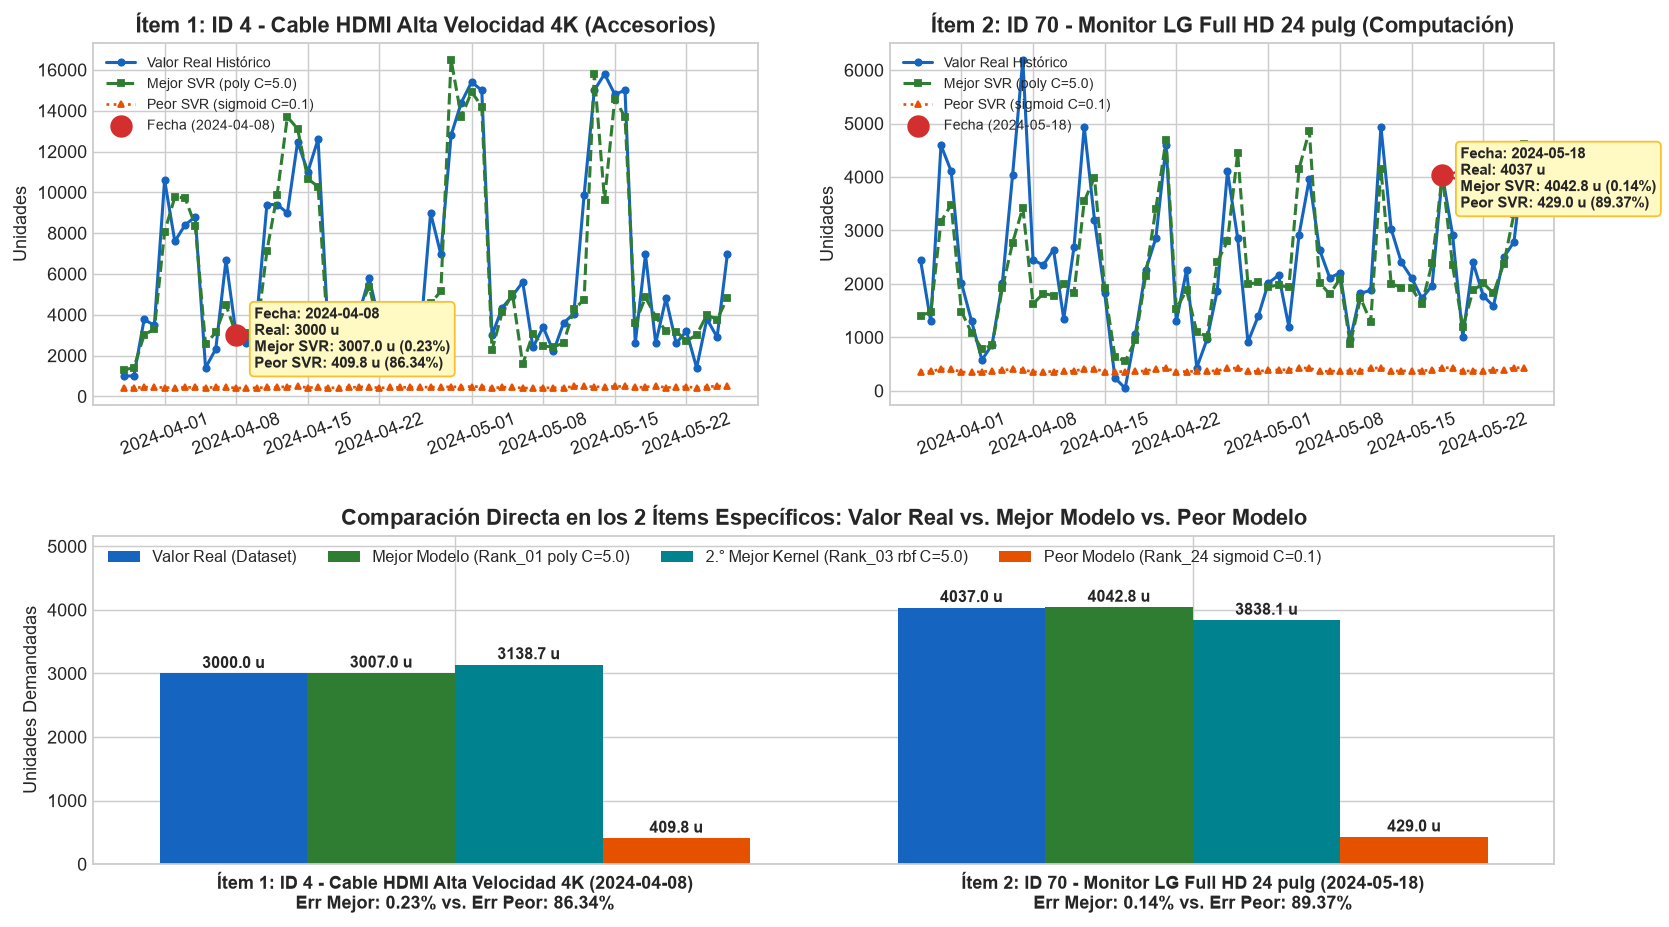 Ítem 1: ID 4 - Cable HDMI Alta Velocidad 4K (Accesorios)
Unidades
16000
14000
12000
10000
8000
6000
4000
2000
0
Valor Real Histórico
Mejor SVR (poly C=5.0)
Peor SVR (sigmoid C=0.1)
Fecha (2024-04-08)
Fecha: 2024-04-08
Real: 3000 u
Mejor SVR: 3007.0 u (0.23%)
Peor SVR: 409.8 u (86.34%)
2024-04-01
2024-04-08
2024-04-15
2024-04-22
2024-05-01
2024-05-08
2024-05-15
2024-05-22
Ítem 2: ID 70 - Monitor LG Full HD 24 pulg (Computación)
Unidades
6000
5000
4000
3000
2000
1000
0
Valor Real Histórico
Mejor SVR (poly C=5.0)
Peor SVR (sigmoid C=0.1)
Fecha (2024-05-18)
Fecha: 2024-05-18
Real: 4037 u
Mejor SVR: 4042.8 u (0.14%)
Peor SVR: 429.0 u (89.37%)
2024-04-01
2024-04-08
2024-04-15
2024-04-22
2024-05-01
2024-05-08
2024-05-15
2024-05-22
Comparación Directa en los 2 Ítems Específicos: Valor Real vs. Mejor Modelo vs. Peor Modelo
Unidades Demandadas
5000
4000
3000
2000
1000
0
Valor Real (Dataset)
Mejor Modelo (Rank_01 poly C=5.0)
2.° Mejor Kernel (Rank_03 rbf C=5.0)
Peor Modelo (Rank_24 sigmoid C=0.1)
3000.0 u
3007.0 u
3138.7 u
409.8 u
4037.0 u
4042.8 u
3838.1 u
429.0 u
Ítem 1: ID 4 - Cable HDMI Alta Velocidad 4K (2024-04-08)
Err Mejor: 0.23% vs. Err Peor: 86.34%
Ítem 2: ID 70 - Monitor LG Full HD 24 pulg (2024-05-18)
Err Mejor: 0.14% vs. Err Peor: 89.37%